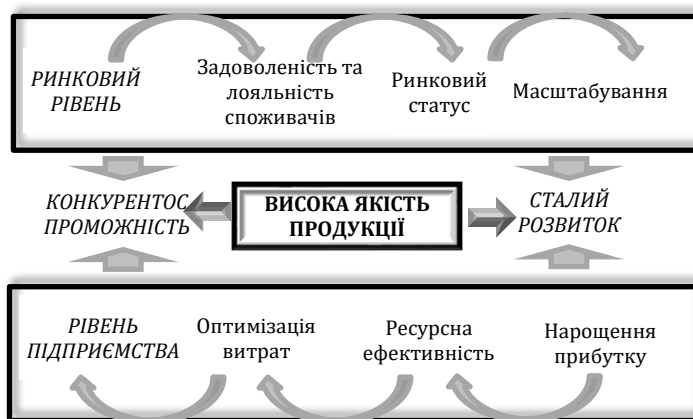 РИНКОВИЙ
РІВЕНЬ
Задоволеність та
лояльність
споживачів
Ринковий
статус
Масштабування
КОНКУРЕНТОС
ПРОМОЖНІСТЬ
ВИСОКА ЯКІСТЬ
ПРОДУКЦІЇ
СТАЛИЙ
РОЗВИТОК
РІВЕНЬ
ПІДПРИЄМСТВА
Оптимізація
витрат
Ресурсна
ефективність
Нарощення
прибутку